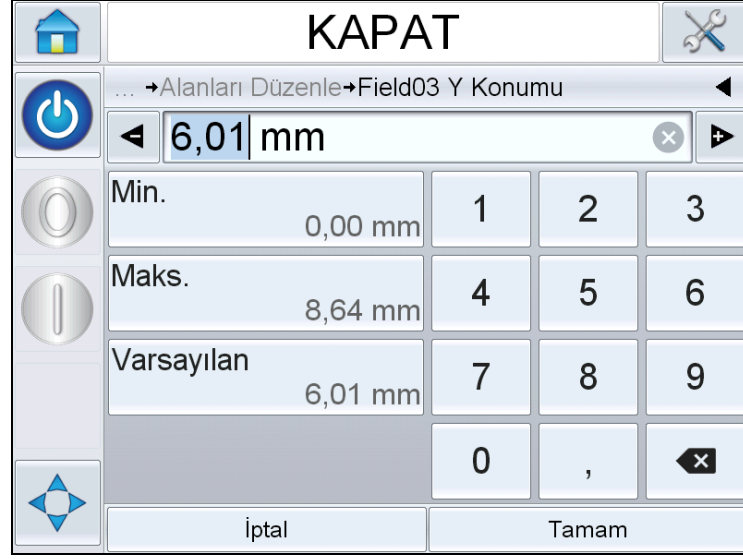 KAPAT
... →Alanları Düzenle→Field03 Y Konumu
6,01 mm
Min.
0,00 mm
1 2 3
Maks.
8,64 mm
4 5 6
Varsayılan
6,01 mm
7 8 9
0 ,
İptal
Tamam